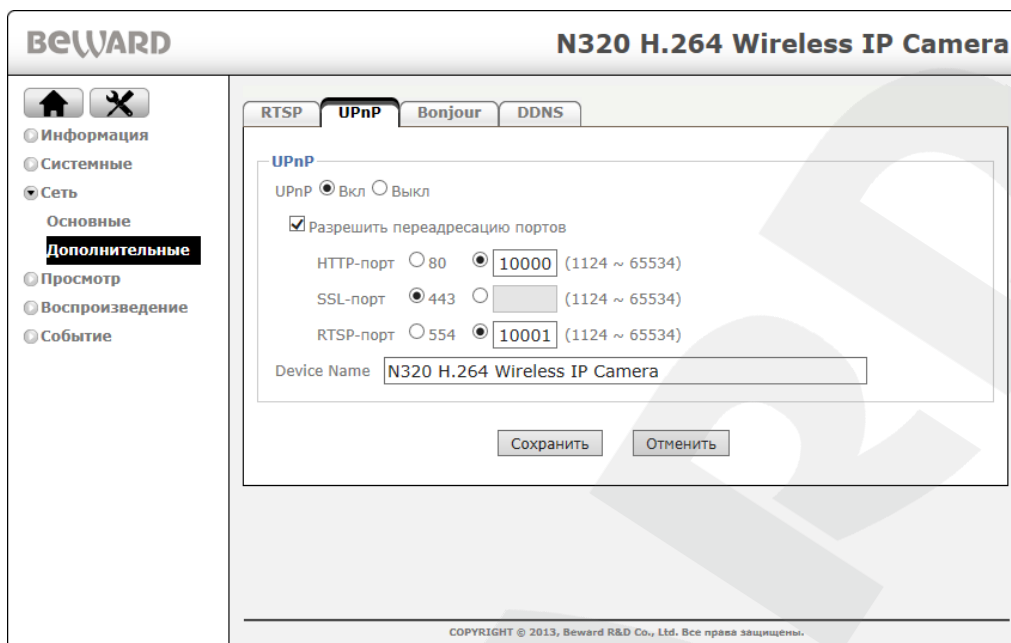 BEWARD
N320 H.264 Wireless IP Camera
Информация
Системные
Сеть
Основные
Дополнительные
Просмотр
Воспроизведение
Событие
RTSP UPnP Bonjour DDNS
UPnP
UPnP Вкл Выкл
Разрешить переадресацию портов
HTTP-порт 80 10000 (1124 ~ 65534)
SSL-порт 443 (1124 ~ 65534)
RTSP-порт 554 10001 (1124 ~ 65534)
Device Name N320 H.264 Wireless IP Camera
Сохранить Отменить
COPYRIGHT © 2013, Beward R&D Co., Ltd. Все права защищены.